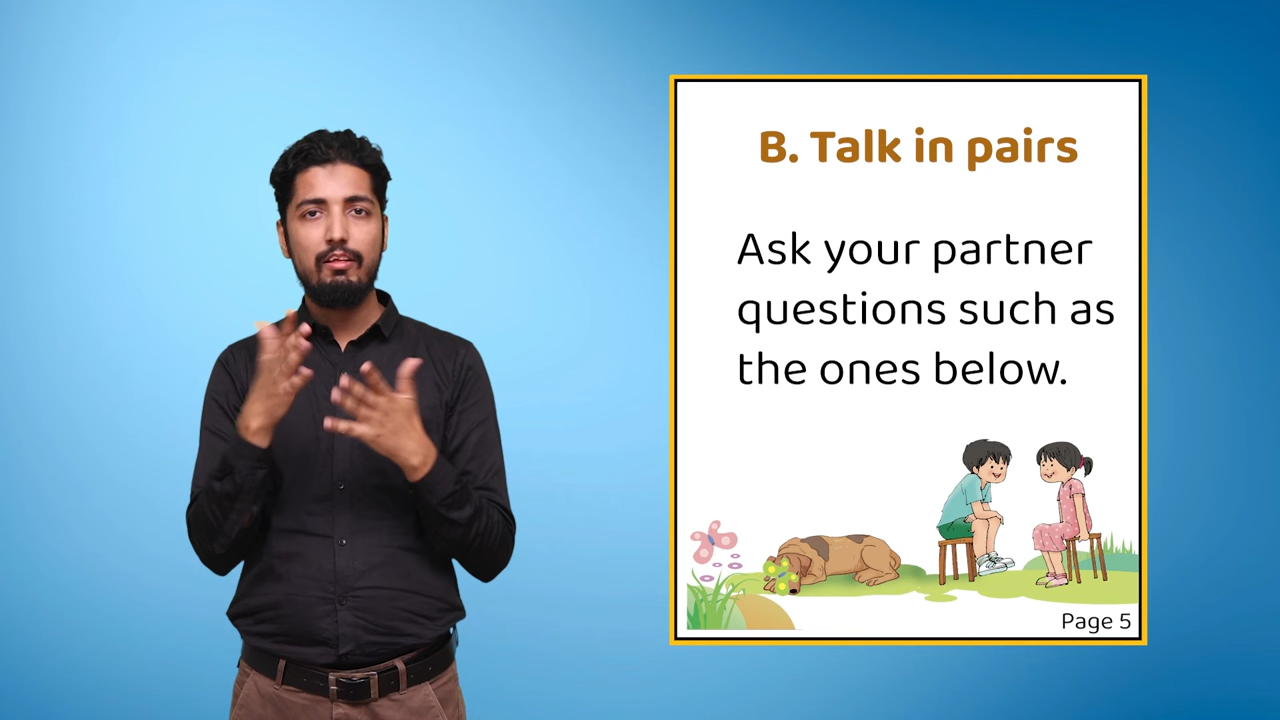 B. Talk in pairs
Ask your partner
questions such as
the ones below.
Page 5